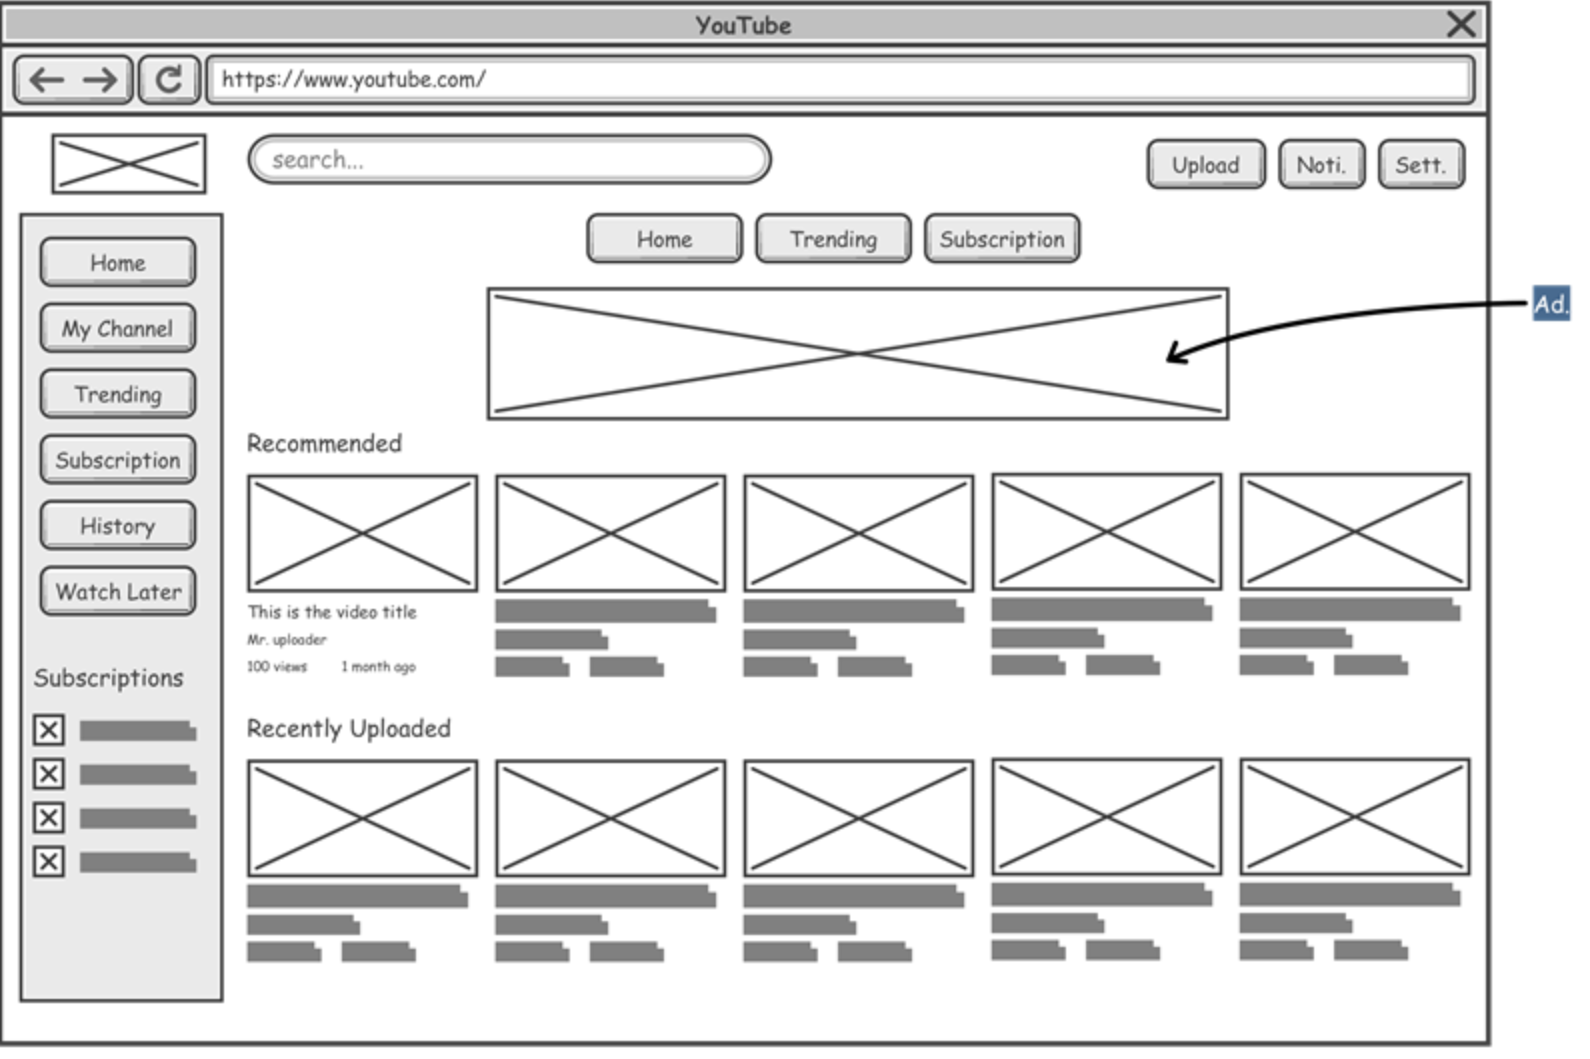 YouTube
https://www.youtube.com/
search...
Upload
Noti.
Sett.
Home
Trending
Subscription
Ad.
Home
My Channel
Trending
Subscription
History
Watch Later
Subscriptions
Recommended
This is the video title
Mr. uploader
100 views 1 month ago
Recently Uploaded